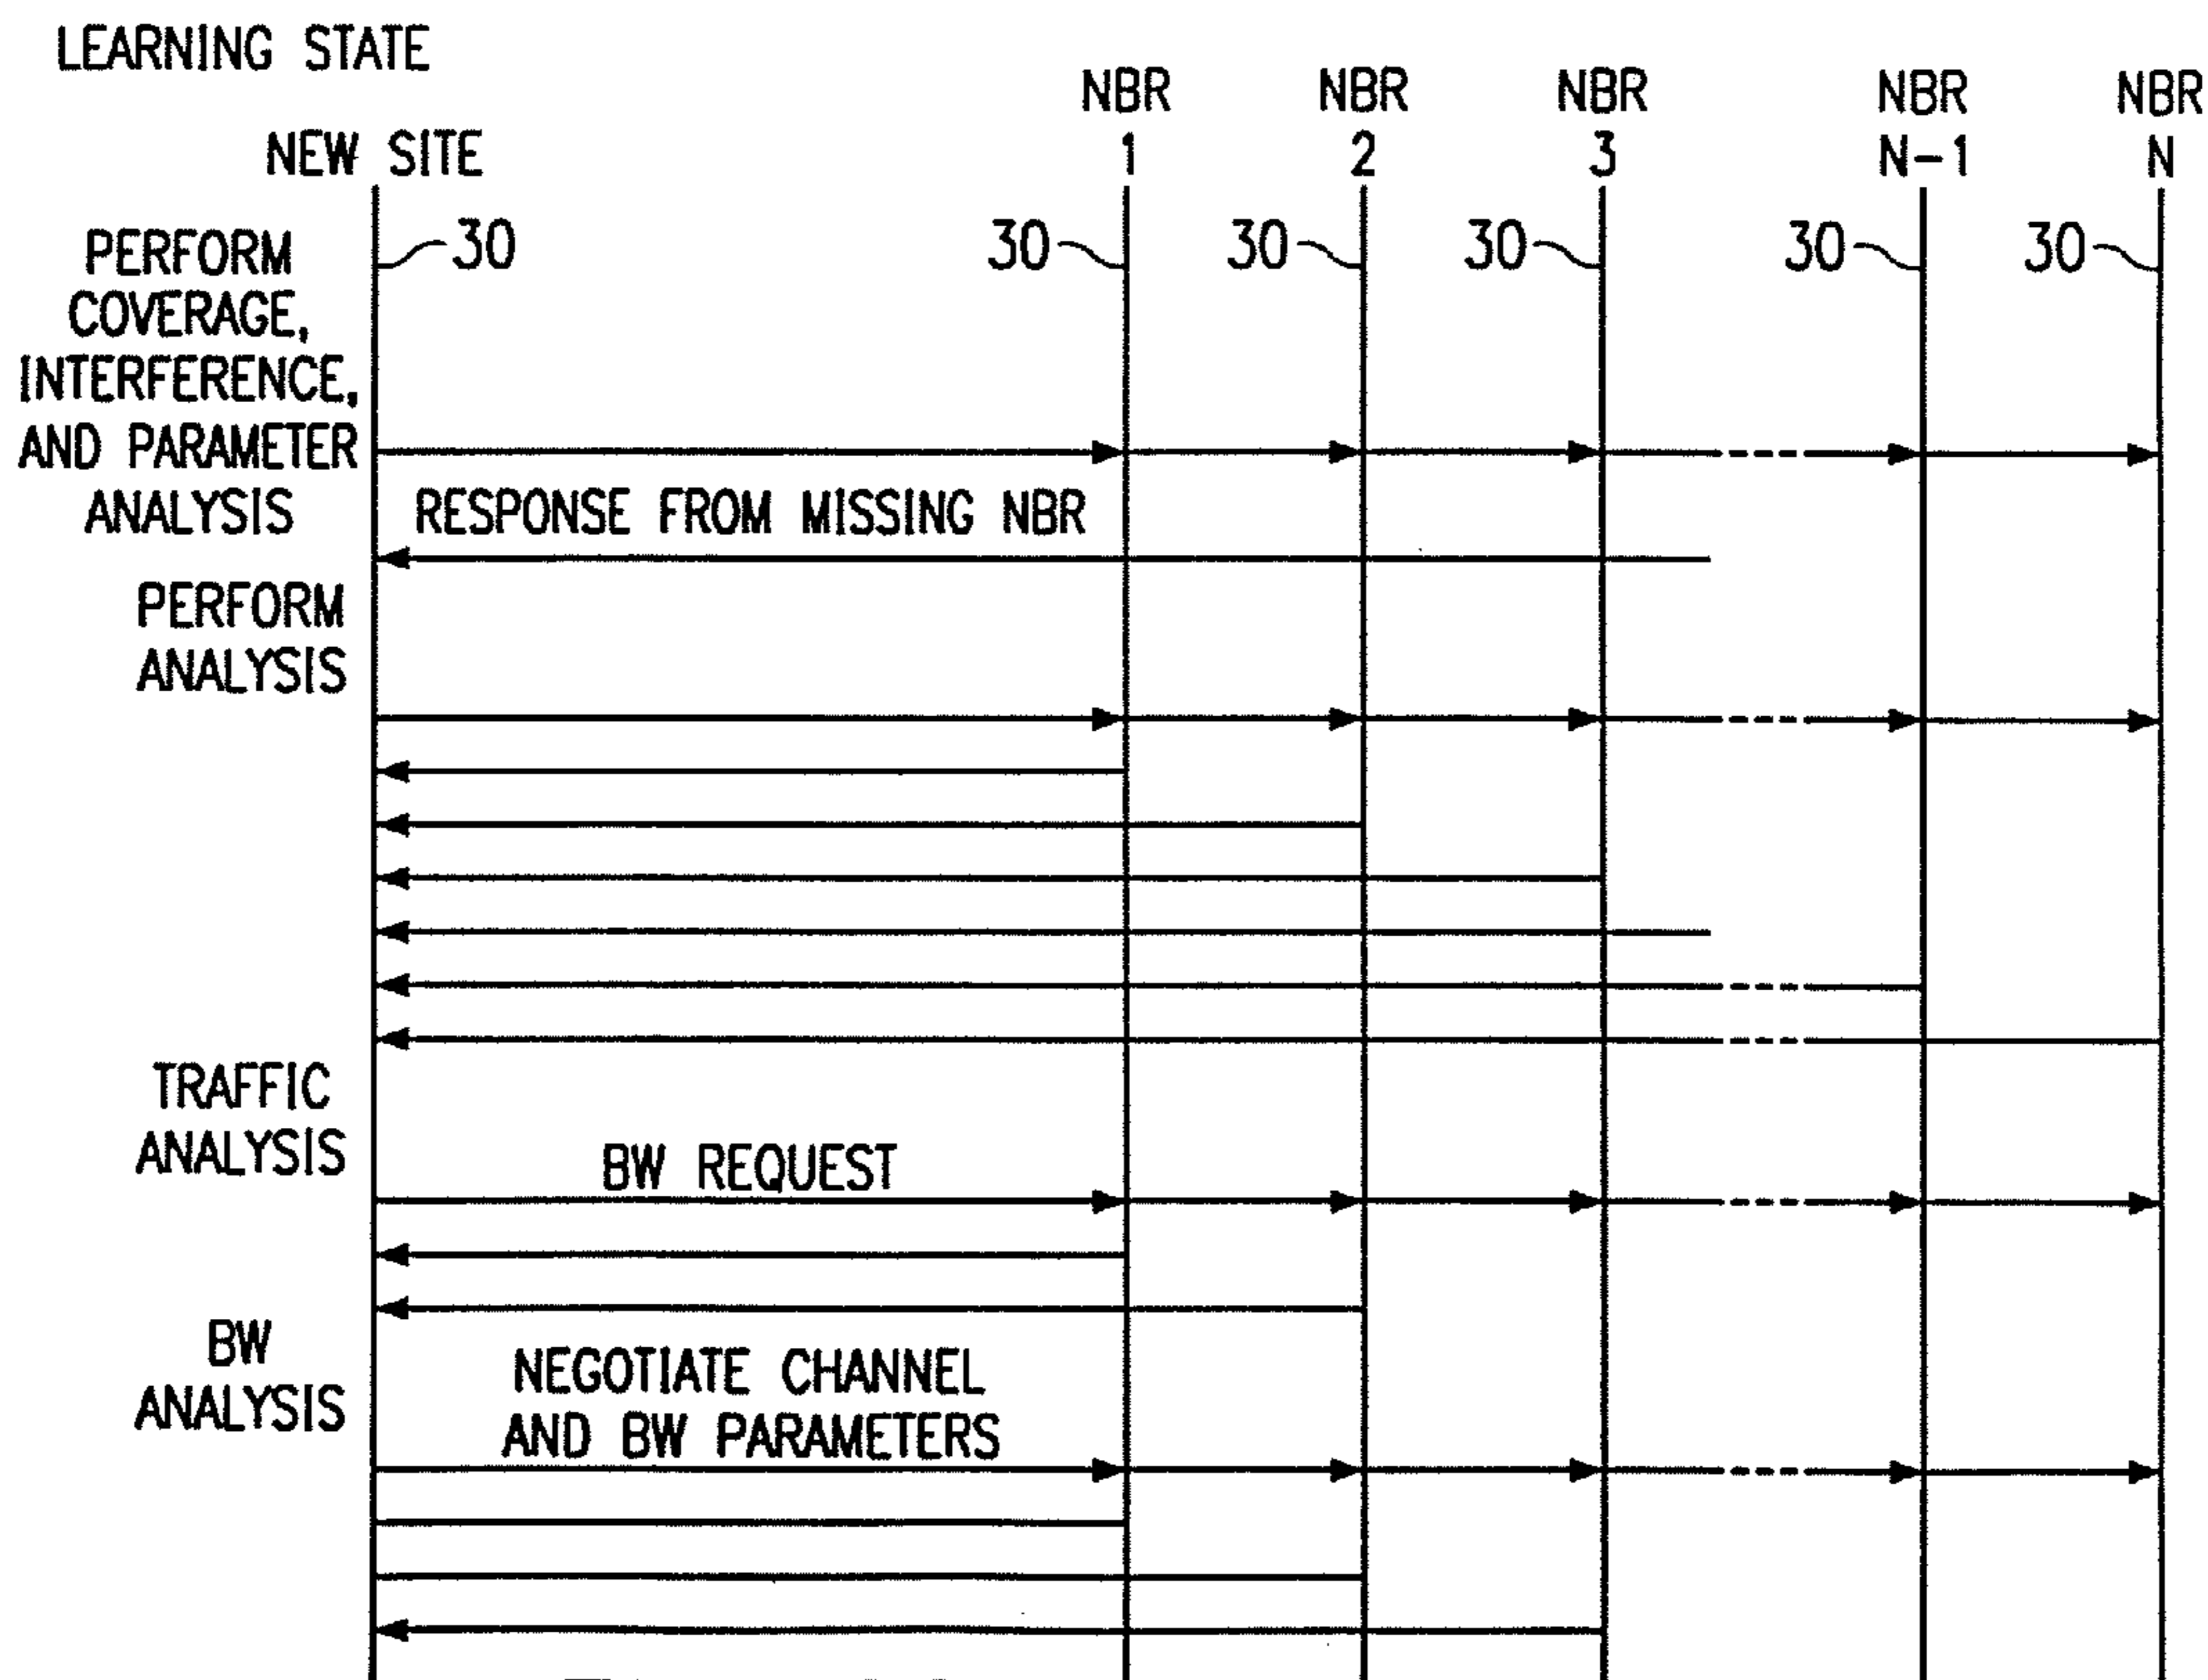 LEARNING STATE
NEW SITE
NBR
1
NBR
2
NBR
3
NBR
N-1
NBR
N
30
30
30
30
30
30
PERFORM
COVERAGE,
INTERFERENCE,
AND PARAMETER
ANALYSIS
RESPONSE FROM MISSING NBR
PERFORM
ANALYSIS
TRAFFIC
ANALYSIS
BW REQUEST
BW
ANALYSIS
NEGOTIATE CHANNEL
AND BW PARAMETERS